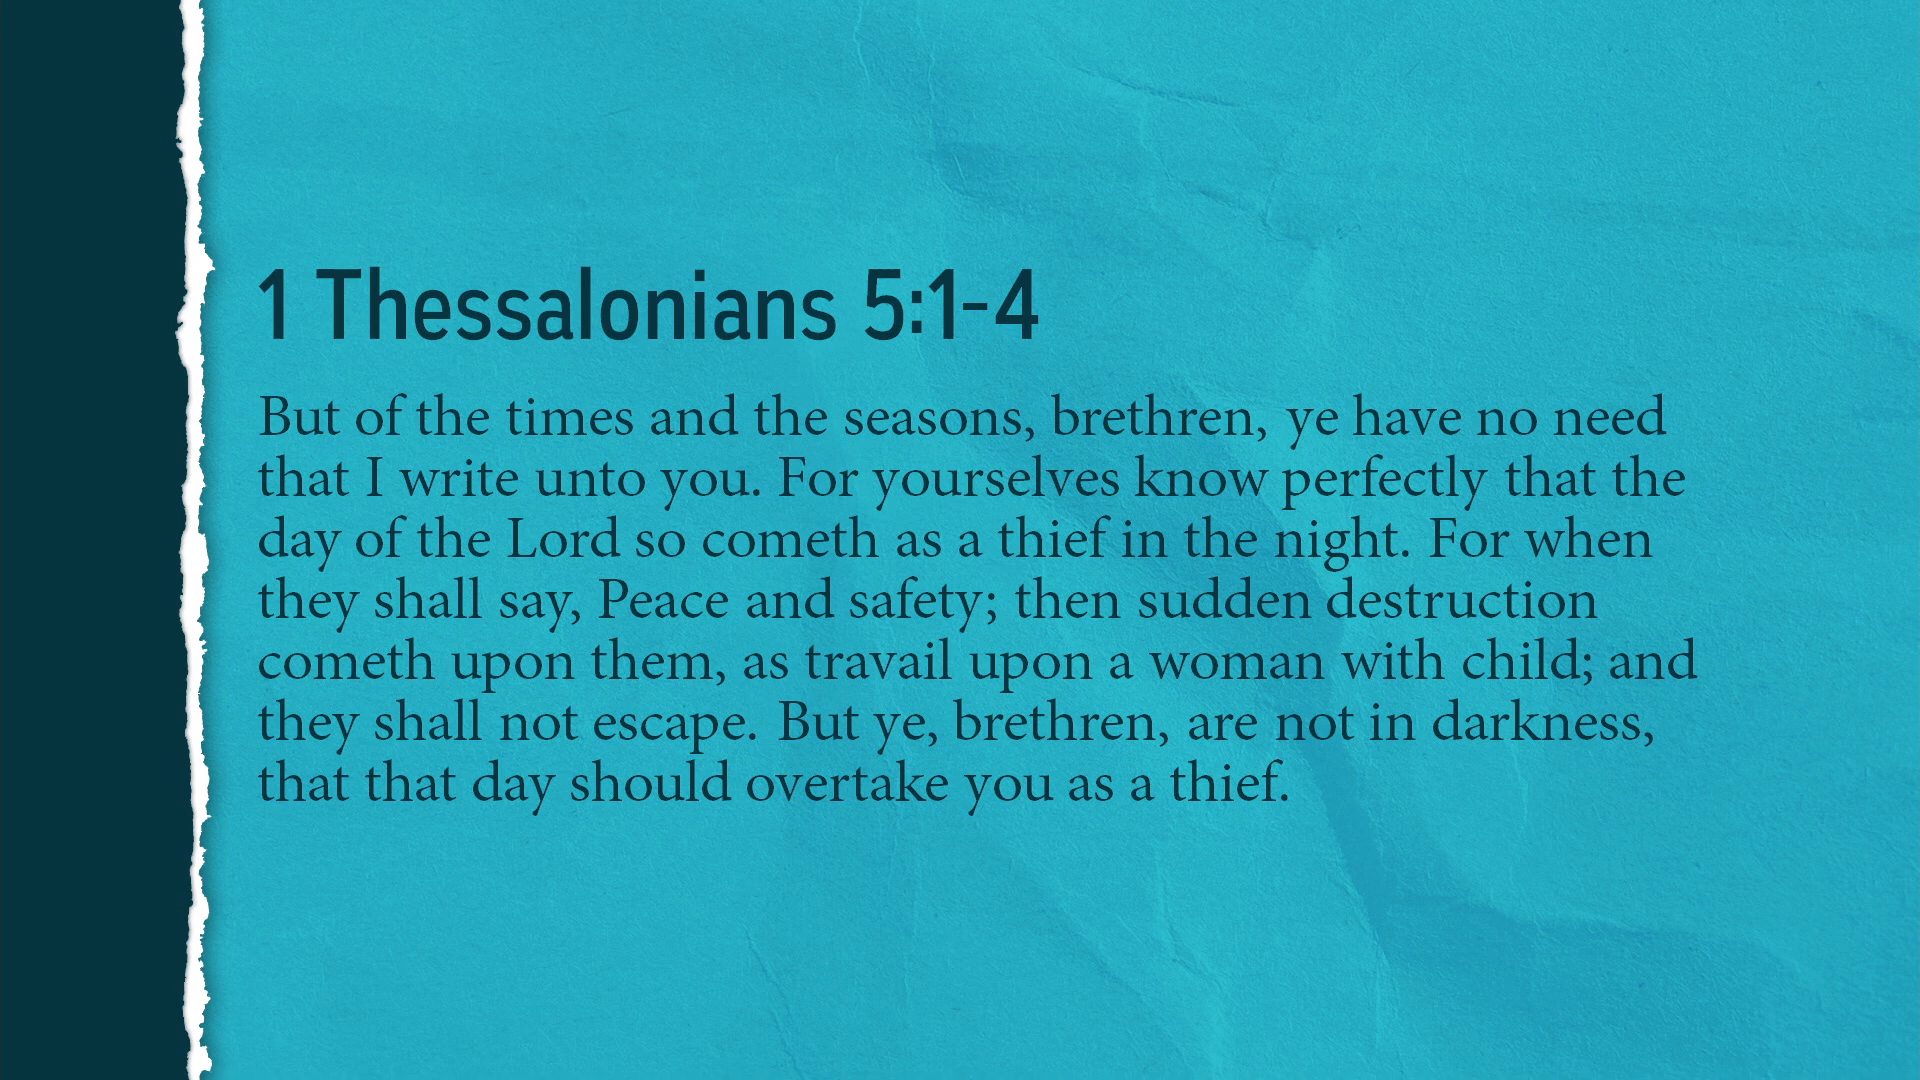 1 Thessalonians 5:1-4
But of the times and the seasons, brethren, ye have no need
that I write unto you. For yourselves know perfectly that the
day of the Lord so cometh as a thief in the night. For when
they shall say, Peace and safety; then sudden destruction
cometh upon them, as travail upon a woman with child; and
they shall not escape. But ye, brethren, are not in darkness,
that that day should overtake you as a thief.